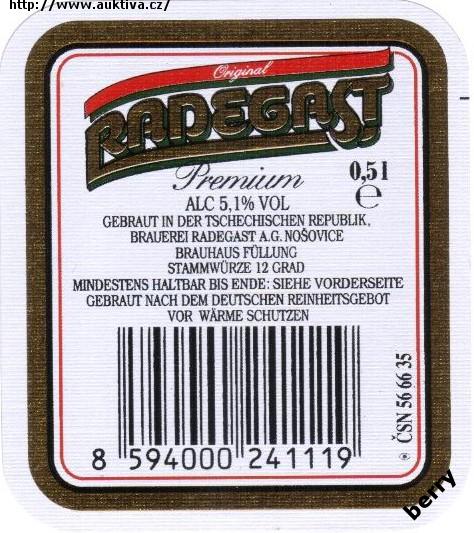 http://www.auktiva.cz/
Original
RADEGAST
Premium
0,5 l
e
ALC 5,1% VOL
GEBRAUT IN DER TSCHECHISCHEN REPUBLIK,
BRAUEREI RADEGAST A.G. NOŠOVICE
BRAUHAUS FÜLLUNG
STAMMWÜRZE 12 GRAD
MINDESTENS HALTBAR BIS ENDE: SIEHE VORDERSEITE
GEBRAUT NACH DEM DEUTSCHEN REINHEITSGEBOT
VOR WÄRME SCHUTZEN
8 594000 241119
ČSN 56 66 35
berry